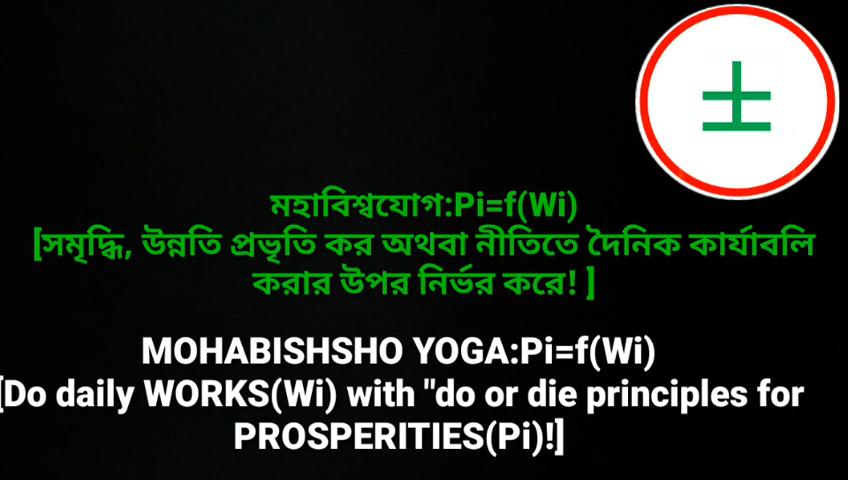 ±
মহাবিশ্বযোগ:Pi=f(Wi)
[সমৃদ্ধি, উন্নতি প্রভৃতি কর অথবা নীতিতে দৈনিক কার্যাবলি
করার উপর নির্ভর করে! ]
MOHABISHSHO YOGA:Pi=f(Wi)
[Do daily WORKS(Wi) with "do or die principles for
PROSPERITIES(Pi)!]